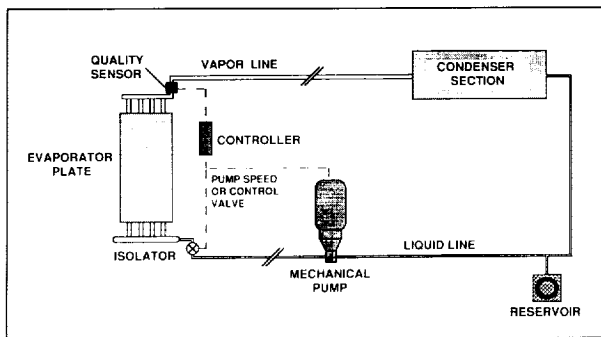 QUALITY
SENSOR
VAPOR LINE
CONDENSER
SECTION
CONTROLLER
EVAPORATOR
PLATE
PUMP SPEED
OR CONTROL
VALVE
LIQUID LINE
ISOLATOR
MECHANICAL
PUMP
RESERVOIR